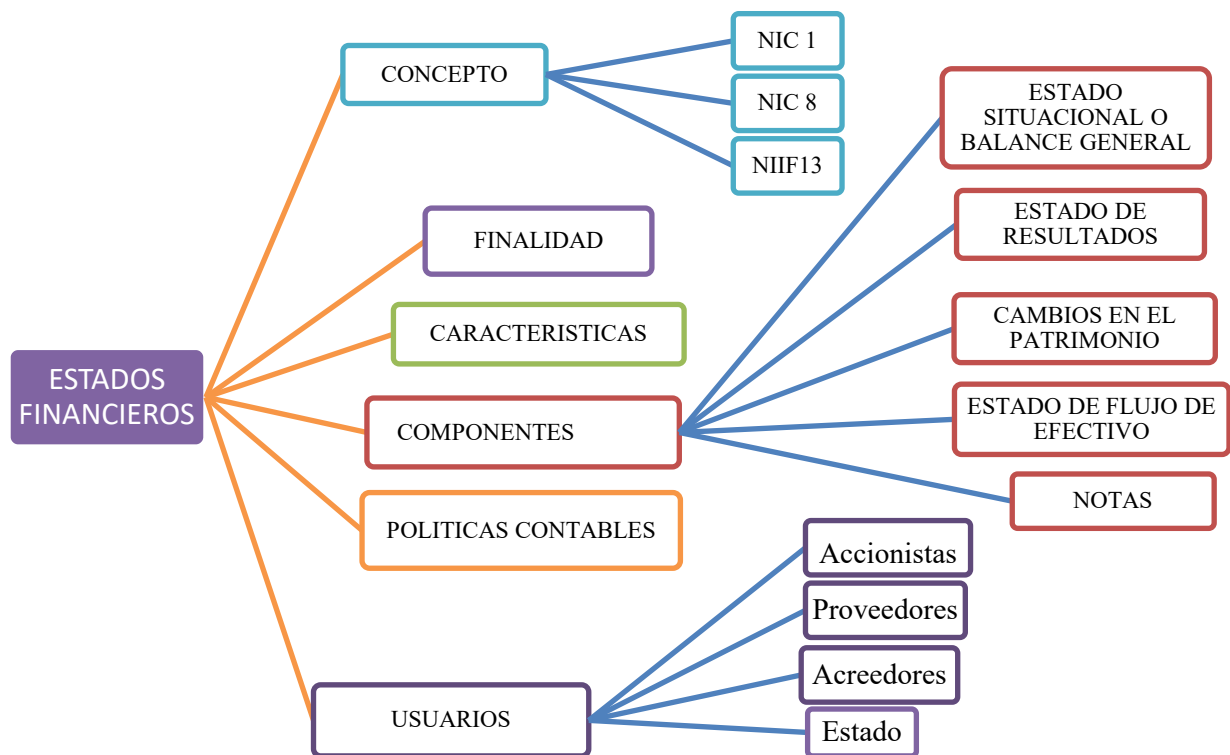 ESTADOS
FINANCIEROS
CONCEPTO
NIC 1
NIC 8
NIIF13
FINALIDAD
CARACTERISTICAS
COMPONENTES
ESTADO
SITUACIONAL O
BALANCE GENERAL
ESTADO DE
RESULTADOS
CAMBIOS EN EL
PATRIMONIO
ESTADO DE FLUJO DE
EFECTIVO
NOTAS
POLITICAS CONTABLES
USUARIOS
Accionistas
Proveedores
Acreedores
Estado